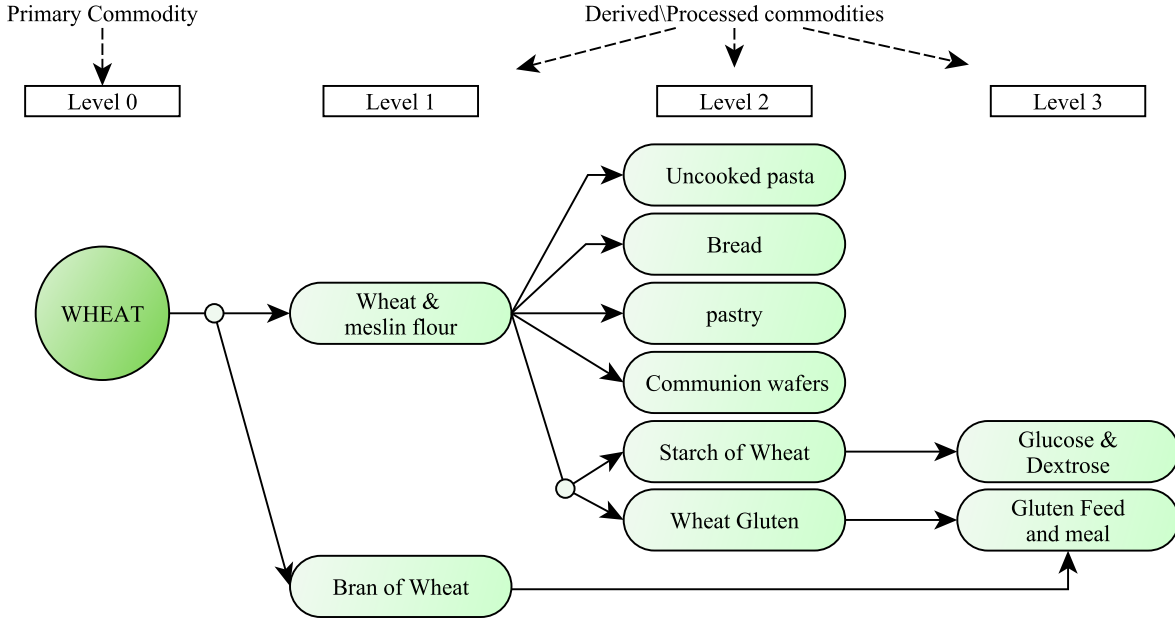 Primary Commodity
Derived\Processed commodities
Level 0
Level 1
Level 2
Level 3
Uncooked pasta
Bread
WHEAT
Wheat &
meslin flour
pastry
Communion wafers
Starch of Wheat
Glucose &
Dextrose
Wheat Gluten
Gluten Feed
and meal
Bran of Wheat